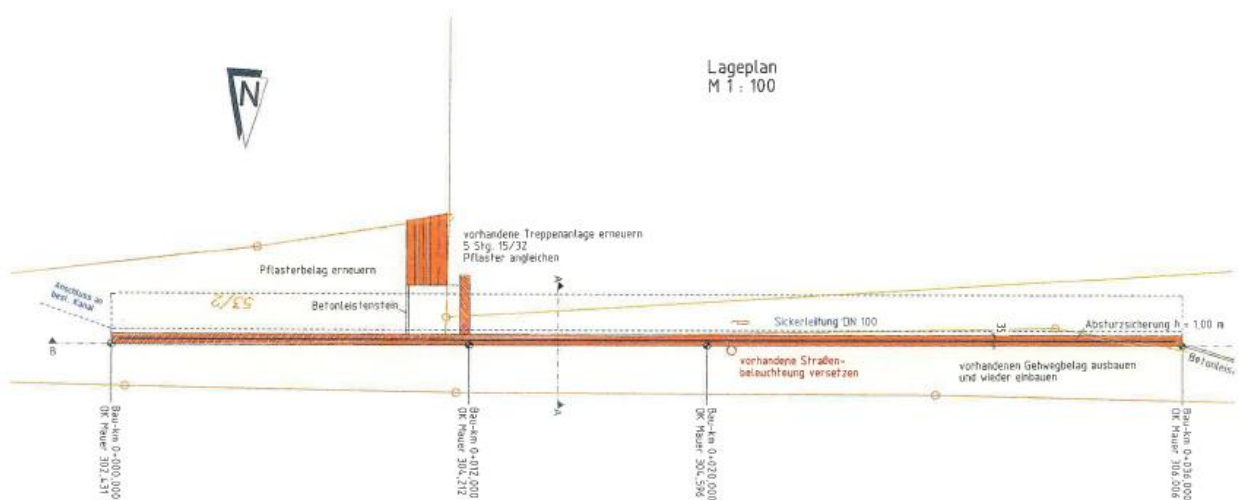 Lageplan
M 1 : 100
N
vorhandene Treppenanlage erneuern
5 Stg. 15/32
Pflaster angleichen
Pflasterbelag erneuern
Anschluss an
best. Kanal
53/2
Betonleistenstein
A
Sickerleitung DN 100
35
Absturzsicherung h = 1,00 m
B
vorhandene Straßen-
beleuchteung versetzen
vorhandenen Gehwegbelag ausbauen
und wieder einbauen
Betonleis.
A
Bau-km 0+000,000
OK Mauer 302,431
Bau-km 0+012,000
OK Mauer 304,212
Bau-km 0+020,000
OK Mauer 304,596
Bau-km 0+036,000
OK Mauer 306,006